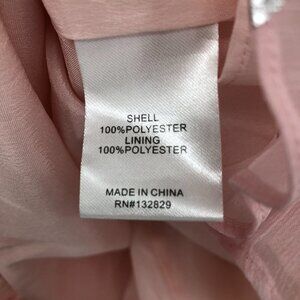 SHELL
100%POLYESTER
LINING
100%POLYESTER
MADE IN CHINA
RN#132829